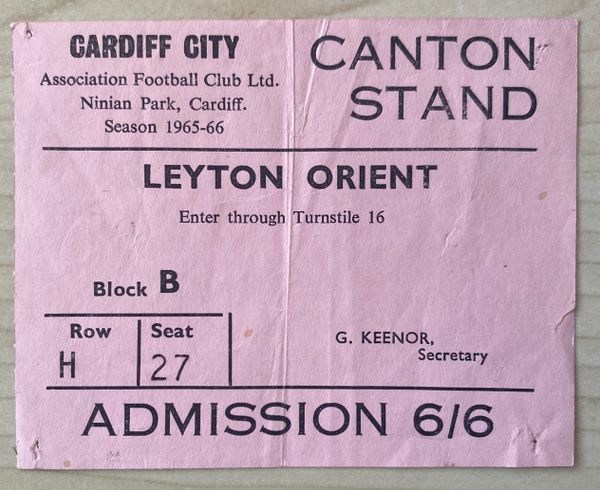 CARDIFF CITY
Association Football Club Ltd.
Ninian Park, Cardiff.
Season 1965-66
CANTON
STAND
LEYTON ORIENT
Enter through Turnstile 16
Block B
Row Seat
H 27
G. KEENOR,
Secretary
ADMISSION 6/6